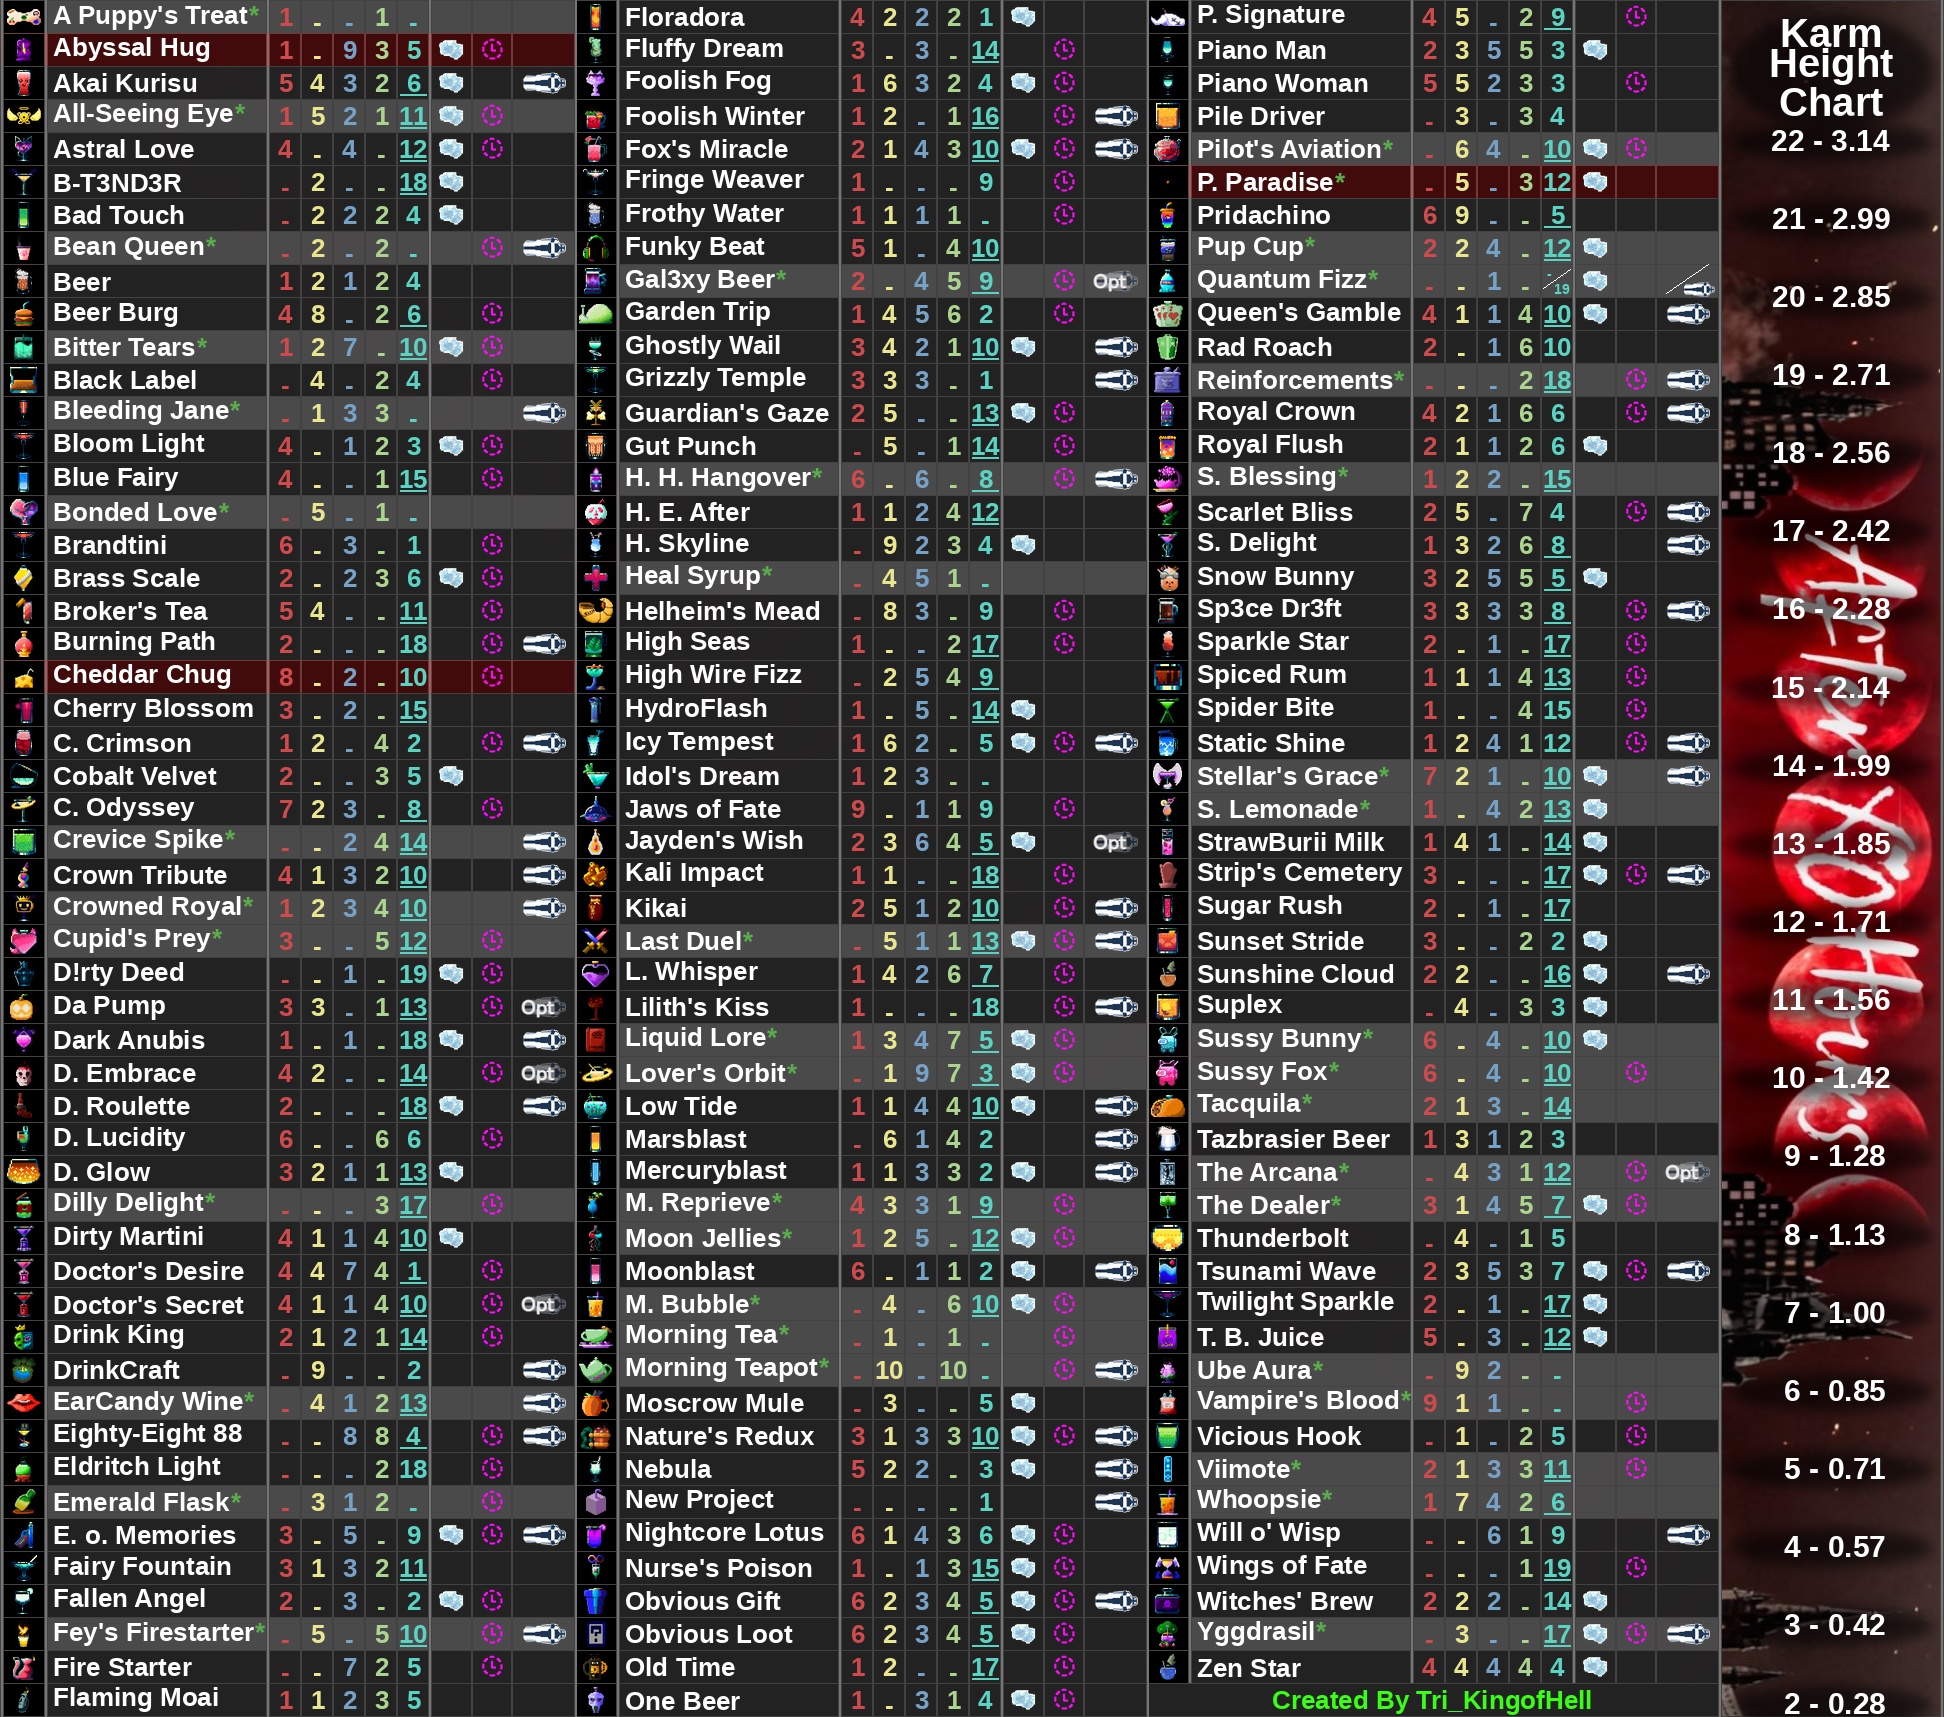 A Puppy's Treat* 1 - - 1 -
Abyssal Hug 1 - 9 3 5
Akai Kurisu 5 4 3 2 6
All-Seeing Eye* 1 5 2 1 11
Astral Love 4 - 4 - 12
B-T3ND3R - 2 - - 18
Bad Touch - 2 2 2 4
Bean Queen* - 2 - 2 -
Beer 1 2 1 2 4
Beer Burg 4 8 - 2 6
Bitter Tears* 1 2 7 - 10
Black Label - 4 - 2 4
Bleeding Jane* - 1 3 3 -
Bloom Light 4 - 1 2 3
Blue Fairy 4 - - 1 15
Bonded Love* - 5 - 1 -
Brandtini 6 - 3 - 1
Brass Scale 2 - 2 3 6
Broker's Tea 5 4 - - 11
Burning Path 2 - - - 18
Cheddar Chug 8 - 2 - 10
Cherry Blossom 3 - 2 - 15
C. Crimson 1 2 - 4 2
Cobalt Velvet 2 - - 3 5
C. Odyssey 7 2 3 - 8
Crevice Spike* - - 2 4 14
Crown Tribute 4 1 3 2 10
Crowned Royal* 1 2 3 4 10
Cupid's Prey* 3 - - 5 12
D!rty Deed - - 1 - 19
Da Pump 3 3 - 1 13 Opt
Dark Anubis 1 - 1 - 18
D. Embrace 4 2 - - 14 Opt
D. Roulette 2 - - - 18
D. Lucidity 6 - - 6 6
D. Glow 3 2 1 1 13
Dilly Delight* - - - 3 17
Dirty Martini 4 1 1 4 10
Doctor's Desire 4 4 7 4 1
Doctor's Secret 4 1 1 4 10 Opt
Drink King 2 1 2 1 14
DrinkCraft - 9 - - 2
EarCandy Wine* - 4 1 2 13
Eighty-Eight 88 - - 8 8 4
Eldritch Light - - - 2 18
Emerald Flask* - 3 1 2 -
E. o. Memories 3 - 5 - 9
Fairy Fountain 3 1 3 2 11
Fallen Angel 2 - 3 - 2
Fey's Firestarter* - 5 - 5 10
Fire Starter - - 7 2 5
Flaming Moai 1 1 2 3 5
Floradora 4 2 2 2 1
Fluffy Dream 3 - 3 - 14
Foolish Fog 1 6 3 2 4
Foolish Winter 1 2 - 1 16
Fox's Miracle 2 1 4 3 10
Fringe Weaver 1 - - - 9
Frothy Water 1 1 1 1 -
Funky Beat 5 1 - 4 10
Gal3xy Beer* 2 - 4 5 9 Opt
Garden Trip 1 4 5 6 2
Ghostly Wail 3 4 2 1 10
Grizzly Temple 3 3 3 - 1
Guardian's Gaze 2 5 - - 13
Gut Punch - 5 - 1 14
H. H. Hangover* 6 - 6 - 8
H. E. After 1 1 2 4 12
H. Skyline - 9 2 3 4
Heal Syrup* - 4 5 1 -
Helheim's Mead - 8 3 - 9
High Seas 1 - - 2 17
High Wire Fizz - 2 5 4 9
HydroFlash 1 - 5 - 14
Icy Tempest 1 6 2 - 5
Idol's Dream 1 2 3 - -
Jaws of Fate 9 - 1 1 9
Jayden's Wish 2 3 6 4 5 Opt
Kali Impact 1 1 - - 18
Kikai 2 5 1 2 10
Last Duel* - 5 1 1 13
L. Whisper 1 4 2 6 7
Lilith's Kiss 1 - - - 18
Liquid Lore* 1 3 4 7 5
Lover's Orbit* - 1 9 7 3
Low Tide 1 1 4 4 10
Marsblast - 6 1 4 2
Mercuryblast 1 1 3 3 2
M. Reprieve* 4 3 3 1 9
Moon Jellies* 1 2 5 - 12
Moonblast 6 - 1 1 2
M. Bubble* - 4 - 6 10
Morning Tea* - 1 - 1 -
Morning Teapot* - 10 - 10 -
Moscrow Mule - 3 - - 5
Nature's Redux 3 1 3 3 10
Nebula 5 2 2 - 3
New Project - - - - 1
Nightcore Lotus 6 1 4 3 6
Nurse's Poison 1 - 1 3 15
Obvious Gift 6 2 3 4 5
Obvious Loot 6 2 3 4 5
Old Time 1 2 - - 17
One Beer 1 - 3 1 4
P. Signature 4 5 - 2 9
Piano Man 2 3 5 5 3
Piano Woman 5 5 2 3 3
Pile Driver - 3 - 3 4
Pilot's Aviation* - 6 4 - 10
P. Paradise* - 5 - 3 12
Pridachino 6 9 - - 5
Pup Cup* 2 2 4 - 12
Quantum Fizz* - - 1 - -/19
Queen's Gamble 4 1 1 4 10
Rad Roach 2 - 1 6 10
Reinforcements* - - - 2 18
Royal Crown 4 2 1 6 6
Royal Flush 2 1 1 2 6
S. Blessing* 1 2 2 - 15
Scarlet Bliss 2 5 - 7 4
S. Delight 1 3 2 6 8
Snow Bunny 3 2 5 5 5
Sp3ce Dr3ft 3 3 3 3 8
Sparkle Star 2 - 1 - 17
Spiced Rum 1 1 1 4 13
Spider Bite 1 - - 4 15
Static Shine 1 2 4 1 12
Stellar's Grace* 7 2 1 - 10
S. Lemonade* 1 - 4 2 13
StrawBurii Milk 1 4 1 - 14
Strip's Cemetery 3 - - - 17
Sugar Rush 2 - 1 - 17
Sunset Stride 3 - - 2 2
Sunshine Cloud 2 2 - - 16
Suplex - 4 - 3 3
Sussy Bunny* 6 - 4 - 10
Sussy Fox* 6 - 4 - 10
Tacquila* 2 1 3 - 14
Tazbrasier Beer 1 3 1 2 3
The Arcana* - 4 3 1 12 Opt
The Dealer* 3 1 4 5 7
Thunderbolt - 4 - 1 5
Tsunami Wave 2 3 5 3 7
Twilight Sparkle 2 - 1 - 17
T. B. Juice 5 - 3 - 12
Ube Aura* - 9 2 - -
Vampire's Blood* 9 1 1 - -
Vicious Hook - 1 - 2 5
Viimote* 2 1 3 3 11
Whoopsie* 1 7 4 2 6
Will o' Wisp - - 6 1 9
Wings of Fate - - - 1 19
Witches' Brew 2 2 2 - 14
Yggdrasil* - 3 - - 17
Zen Star 4 4 4 4 4
Created By Tri_KingofHell
Karm
Height
Chart
22 - 3.14
21 - 2.99
20 - 2.85
19 - 2.71
18 - 2.56
17 - 2.42
16 - 2.28
15 - 2.14
14 - 1.99
13 - 1.85
12 - 1.71
11 - 1.56
10 - 1.42
9 - 1.28
8 - 1.13
7 - 1.00
6 - 0.85
5 - 0.71
4 - 0.57
3 - 0.42
2 - 0.28
AfTer
Hours